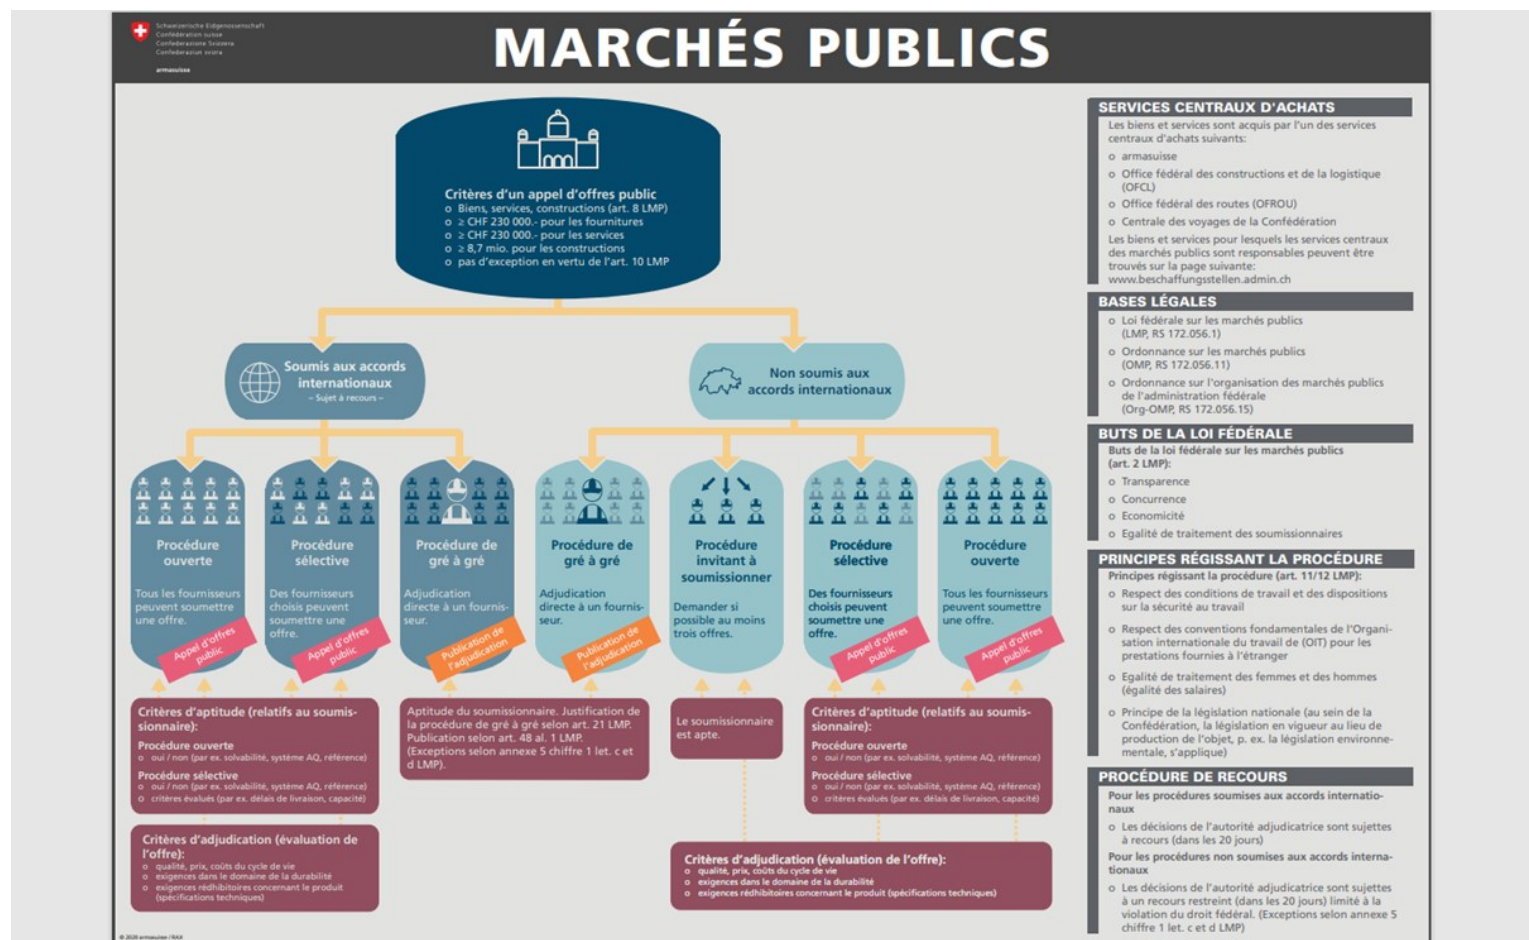 Schweizerische Eidgenossenschaft
Confédération suisse
Confederazione Svizzera
Confederaziun svizra
armasuisse
MARCHÉS PUBLICS
Critères d'un appel d'offres public
o Biens, services, constructions (art. 8 LMP)
o ≥ CHF 230 000.- pour les fournitures
o ≥ CHF 230 000.- pour les services
o ≥ 8,7 mio. pour les constructions
o pas d'exception en vertu de l'art. 10 LMP
Soumis aux accords
internationaux
– Sujet à recours –
Non soumis aux
accords internationaux
Procédure
ouverte
Tous les fournisseurs
peuvent soumettre
une offre.
Appel d'offres
public
Procédure
sélective
Des fournisseurs
choisis peuvent
soumettre une
offre.
Appel d'offres
public
Procédure de
gré à gré
Adjudication
directe à un fournis-
seur.
Publication de
l'adjudication
Procédure de
gré à gré
Adjudication
directe à un fournis-
seur.
Publication de
l'adjudication
Procédure
invitant à
soumissionner
Demander si
possible au moins
trois offres.
Procédure
sélective
Des fournisseurs
choisis peuvent
soumettre une
offre.
Appel d'offres
public
Procédure
ouverte
Tous les fournisseurs
peuvent soumettre
une offre.
Appel d'offres
public
Critères d'aptitude (relatifs au soumis-
sionnaire):
Procédure ouverte
o oui / non (par ex. solvabilité, système AQ, référence)
Procédure sélective
o oui / non (par ex. solvabilité, système AQ, référence)
o critères évalués (par ex. délais de livraison, capacité)
Critères d'adjudication (évaluation de
l'offre):
o qualité, prix, coûts du cycle de vie
o exigences dans le domaine de la durabilité
o exigences rédhibitoires concernant le produit
(spécifications techniques)
Aptitude du soumissionnaire. Justification de
la procédure de gré à gré selon art. 21 LMP.
Publication selon art. 48 al. 1 LMP.
(Exceptions selon annexe 5 chiffre 1 let. c et
d LMP).
Le soumissionnaire
est apte.
Critères d'aptitude (relatifs au soumis-
sionnaire):
Procédure ouverte
o oui / non (par ex. solvabilité, système AQ, référence)
Procédure sélective
o oui / non (par ex. solvabilité, système AQ, référence)
o critères évalués (par ex. délais de livraison, capacité)
Critères d'adjudication (évaluation de l'offre):
o qualité, prix, coûts du cycle de vie
o exigences dans le domaine de la durabilité
o exigences rédhibitoires concernant le produit (spécifications techniques)
© 2020 armasuisse / RAX
SERVICES CENTRAUX D'ACHATS
Les biens et services sont acquis par l'un des services
centraux d'achats suivants:
o armasuisse
o Office fédéral des constructions et de la logistique
(OFCL)
o Office fédéral des routes (OFROU)
o Centrale des voyages de la Confédération
Les biens et services pour lesquels les services centraux
des marchés publics sont responsables peuvent être
trouvés sur la page suivante:
www.beschaffungsstellen.admin.ch
BASES LÉGALES
o Loi fédérale sur les marchés publics
(LMP, RS 172.056.1)
o Ordonnance sur les marchés publics
(OMP, RS 172.056.11)
o Ordonnance sur l'organisation des marchés publics
de l'administration fédérale
(Org-OMP, RS 172.056.15)
BUTS DE LA LOI FÉDÉRALE
Buts de la loi fédérale sur les marchés publics
(art. 2 LMP):
o Transparence
o Concurrence
o Economicité
o Egalité de traitement des soumissionnaires
PRINCIPES RÉGISSANT LA PROCÉDURE
Principes régissant la procédure (art. 11/12 LMP):
o Respect des conditions de travail et des dispositions
sur la sécurité au travail
o Respect des conventions fondamentales de l'Organi-
sation internationale du travail de (OIT) pour les
prestations fournies à l'étranger
o Egalité de traitement des femmes et des hommes
(égalité des salaires)
o Principe de la législation nationale (au sein de la
Confédération, la législation en vigueur au lieu de
production de l'objet, p. ex. la législation environne-
mentale, s'applique)
PROCÉDURE DE RECOURS
Pour les procédures soumises aux accords internatio-
naux
o Les décisions de l'autorité adjudicatrice sont sujettes
à recours (dans les 20 jours)
Pour les procédures non soumises aux accords interna-
tionaux
o Les décisions de l'autorité adjudicatrice sont sujettes
à un recours restreint (dans les 20 jours) limité à la
violation du droit fédéral. (Exceptions selon annexe 5
chiffre 1 let. c et d LMP)